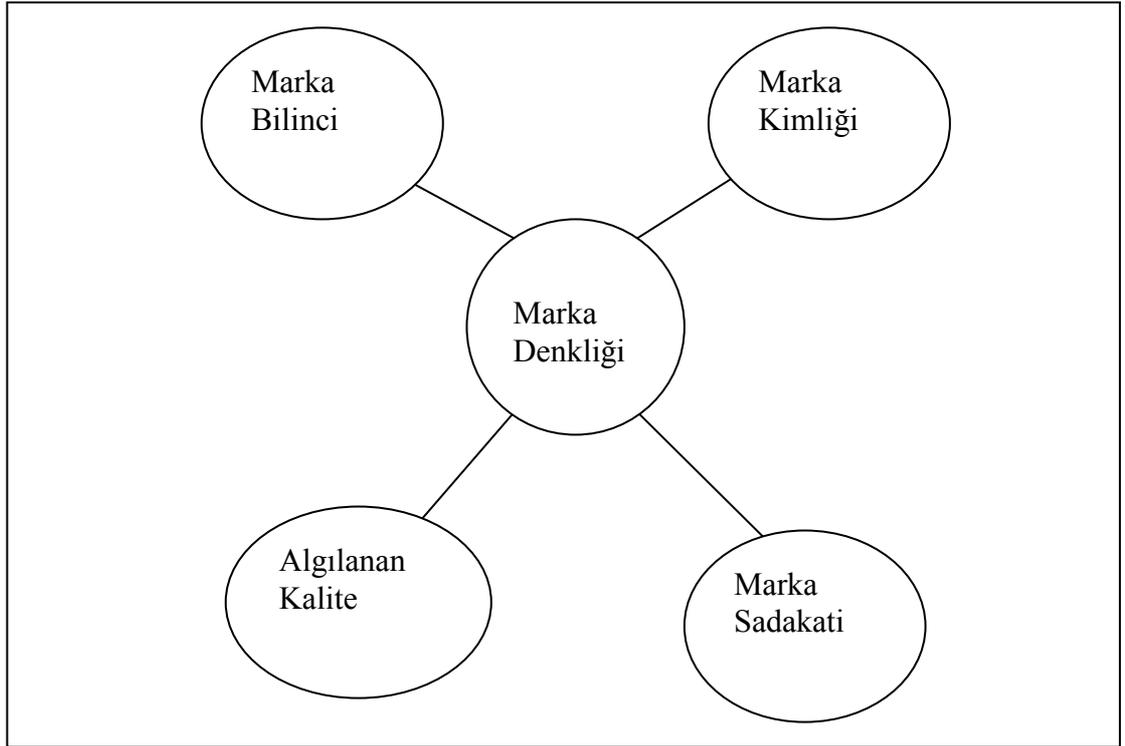 Marka
Bilinci
Marka
Kimliği
Marka
Denkliği
Algılanan
Kalite
Marka
Sadakati